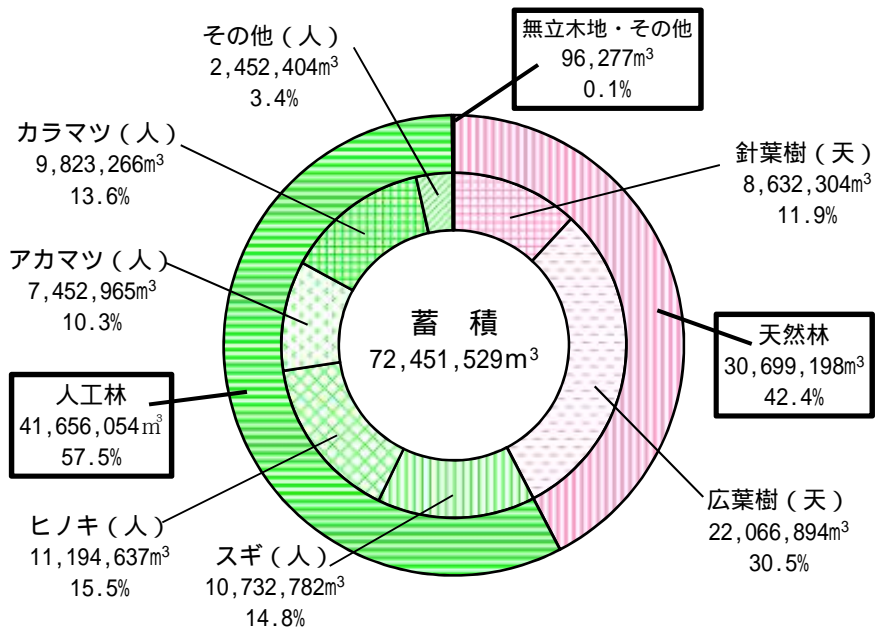 その他（人）
2,452,404m³
3.4%
無立木地・その他
96,277m³
0.1%
カラマツ（人）
9,823,266m³
13.6%
針葉樹（天）
8,632,304m³
11.9%
アカマツ（人）
7,452,965m³
10.3%
蓄 積
72,451,529m³
天然林
30,699,198m³
42.4%
人工林
41,656,054㎥
57.5%
広葉樹（天）
22,066,894m³
30.5%
ヒノキ（人）
11,194,637m³
15.5%
スギ（人）
10,732,782m³
14.8%